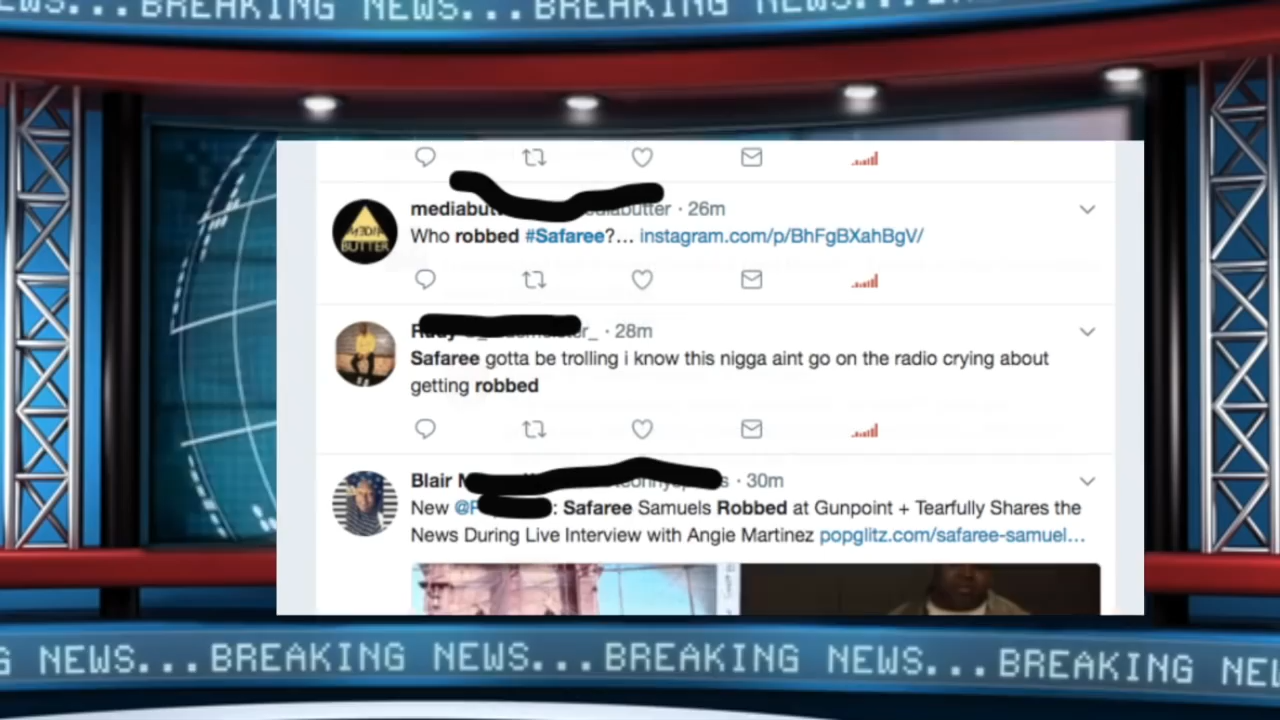 NEWS...BREAKING NEWS...BREAKING NEWS...
mediabut · 26m
MEDIA
BUTTER
Who robbed #Safaree?... instagram.com/p/BhFgBXahBgV/
· 28m
Safaree gotta be trolling i know this nigga aint go on the radio crying about
getting robbed
Blair · 30m
New : Safaree Samuels Robbed at Gunpoint + Tearfully Shares the
News During Live Interview with Angie Martinez popglitz.com/safaree-samuel...
NEWS...BREAKING NEWS...BREAKING NEWS...BREAKING